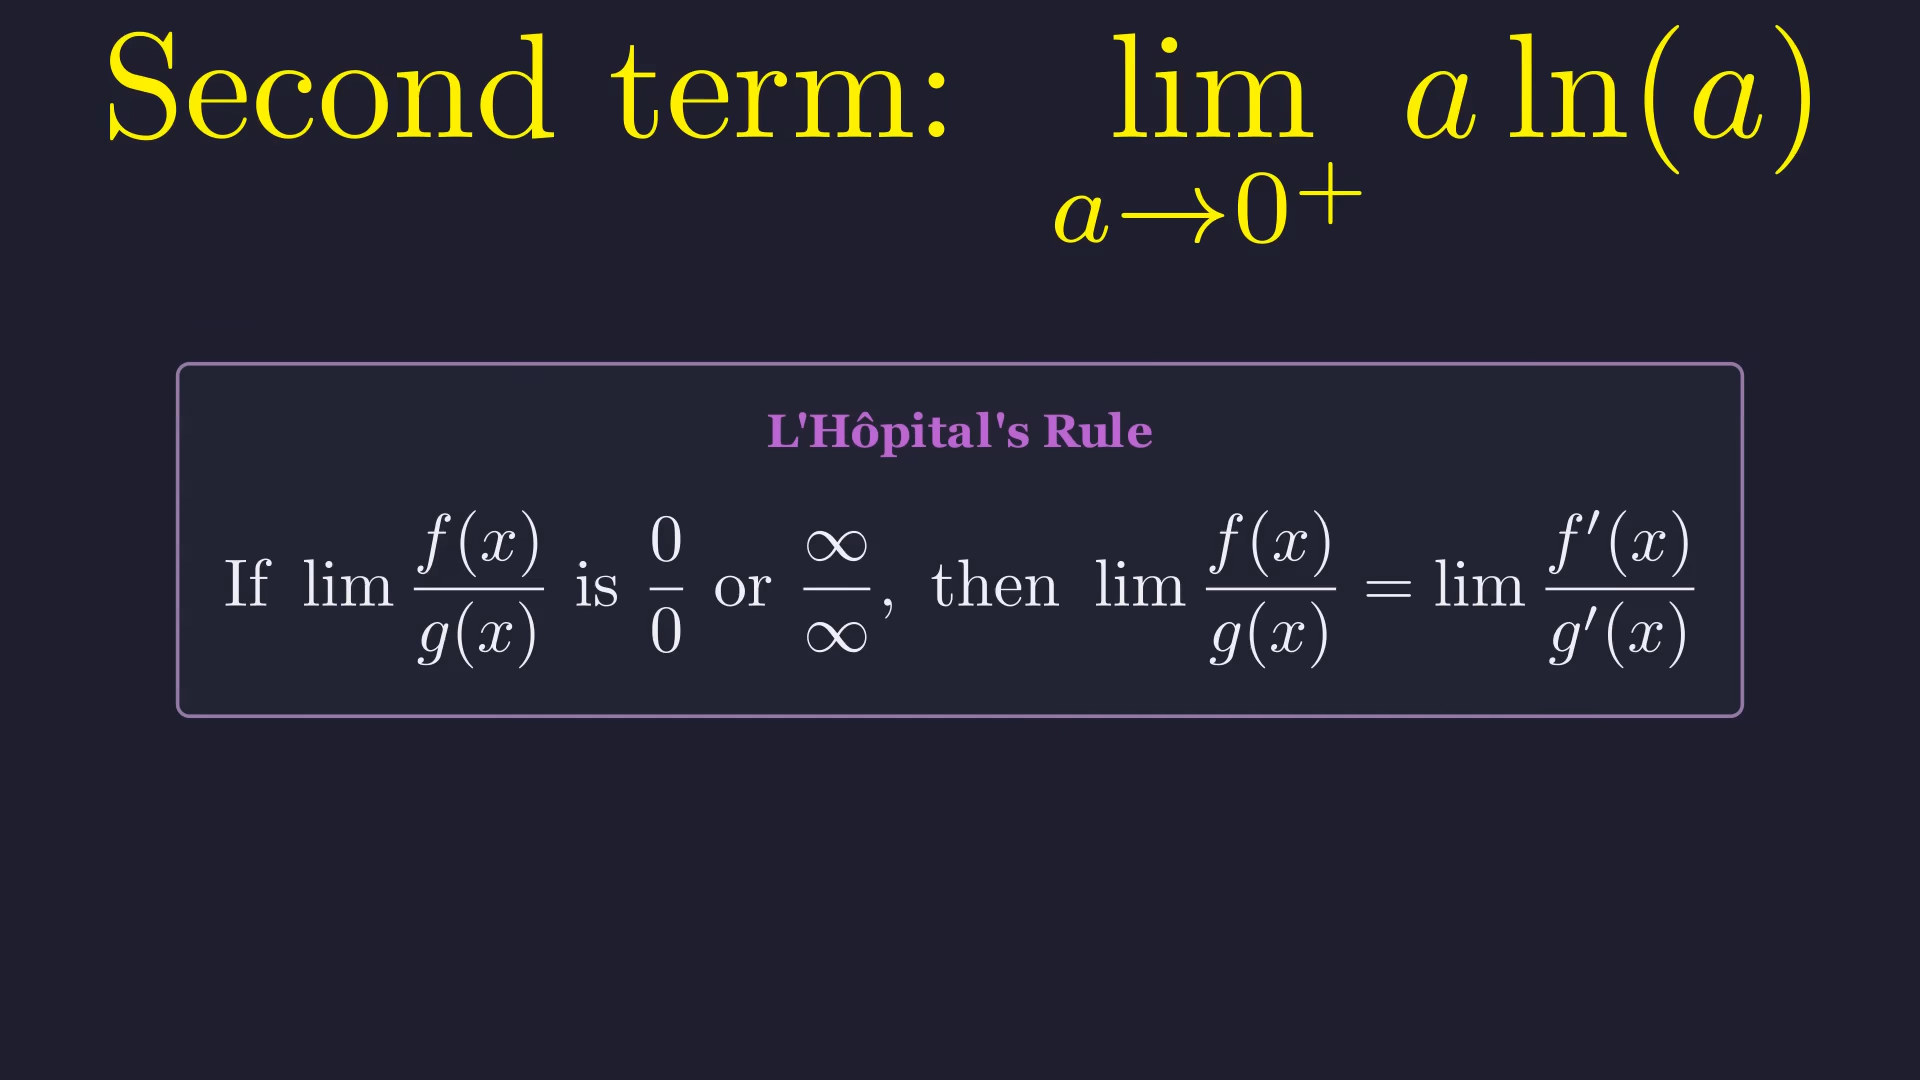 Second term: lim a→0⁺ a ln(a)
L'Hôpital's Rule
If lim f(x)/g(x) is 0/0 or ∞/∞, then lim f(x)/g(x) = lim f′(x)/g′(x)